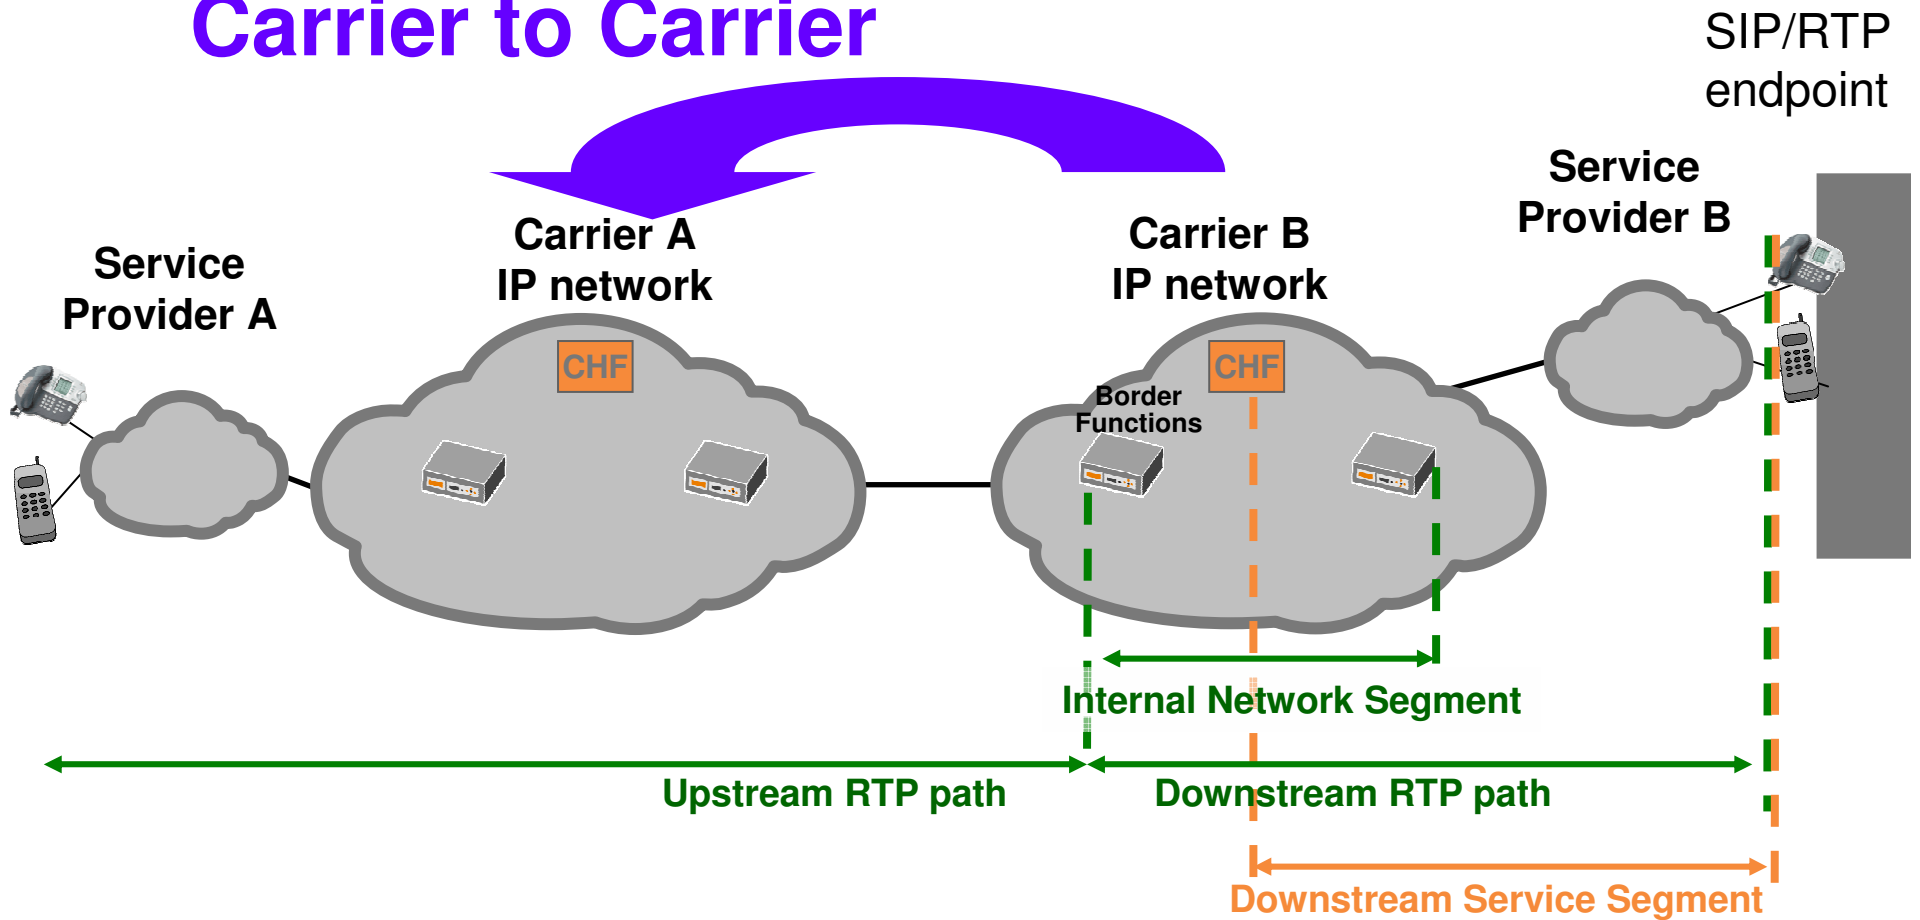 Carrier to Carrier
SIP/RTP
endpoint
Service
Provider B
Carrier A
IP network
Carrier B
IP network
Service
Provider A
CHF
CHF
Border
Functions
Internal Network Segment
Upstream RTP path
Downstream RTP path
Downstream Service Segment